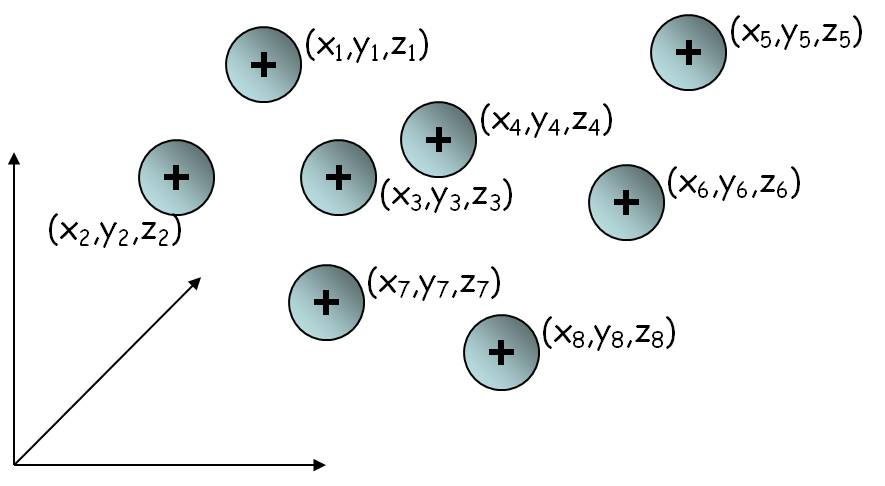 (x₁,y₁,z₁)
(x₅,y₅,z₅)
(x₄,y₄,z₄)
(x₃,y₃,z₃)
(x₆,y₆,z₆)
(x₂,y₂,z₂)
(x₇,y₇,z₇)
(x₈,y₈,z₈)
+
+
+
+
+
+
+
+